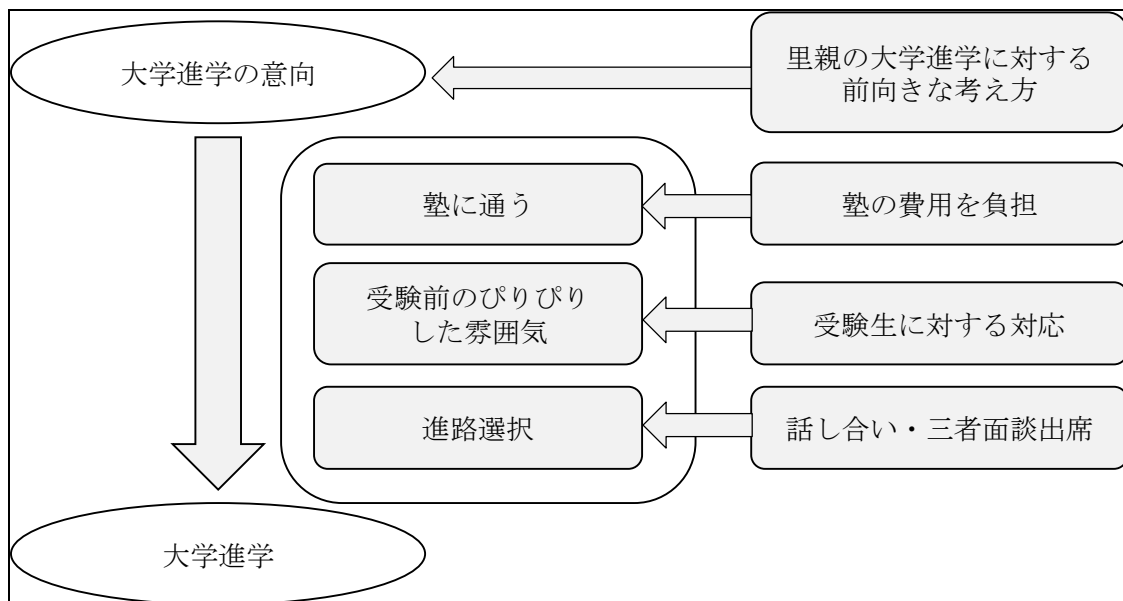 大学進学の意向
里親の大学進学に対する
前向きな考え方
塾に通う
塾の費用を負担
受験前のぴりぴり
した雰囲気
受験生に対する対応
進路選択
話し合い・三者面談出席
大学進学